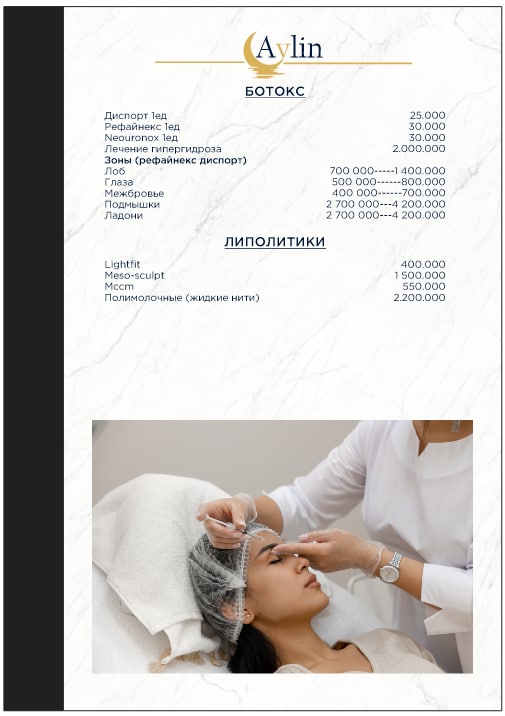 Aylin
БОТОКС
Диспорт 1ед 25.000
Рефайнекс 1ед 30.000
Neouronox 1ед 30.000
Лечение гипергидроза 2.000.000
Зоны (рефайнекс диспорт)
Лоб 700 000-----1 400.000
Глаза 500 000------800.000
Межбровье 400 000------700.000
Подмышки 2 700 000---4 200.000
Ладони 2 700 000---4 200.000
ЛИПОЛИТИКИ
Lightfit 400.000
Meso-sculpt 1 500.000
Мccm 550.000
Полимолочные (жидкие нити) 2.200.000